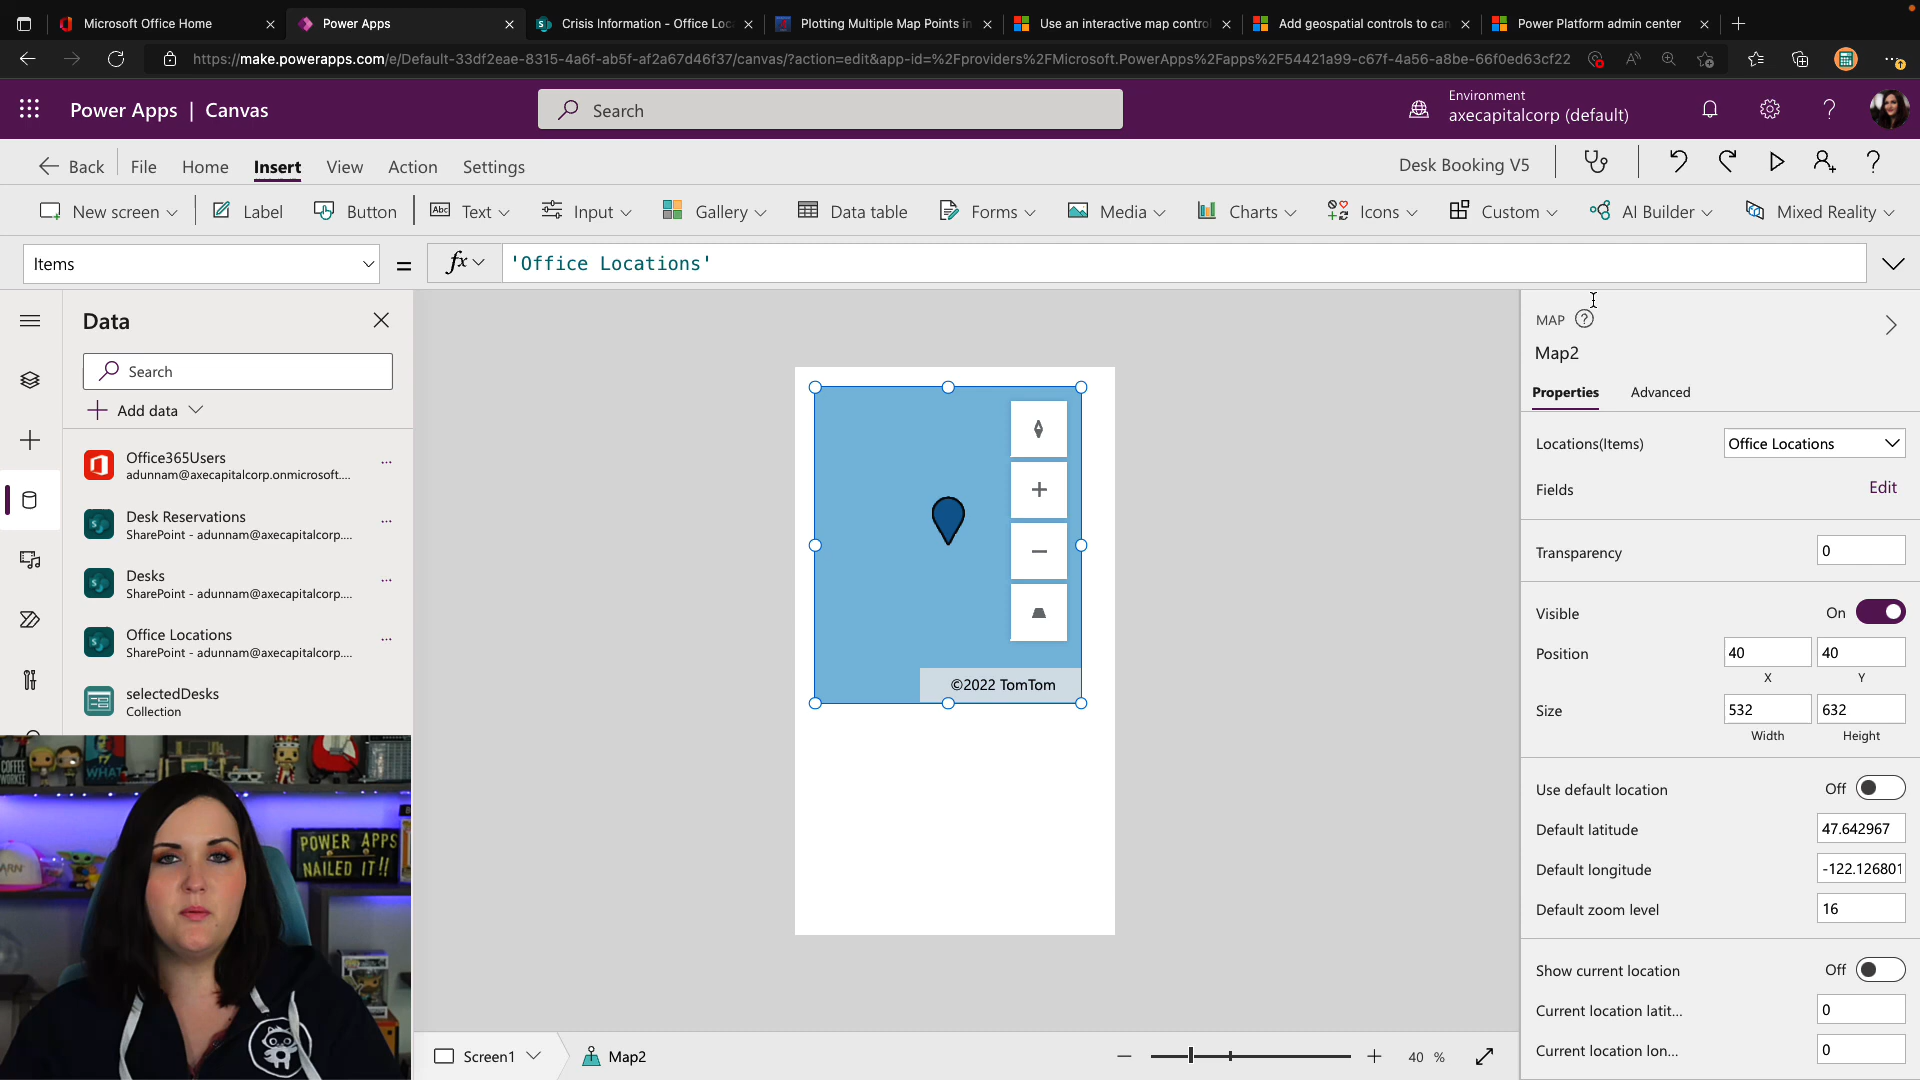 Microsoft Office Home
Power Apps
Crisis Information - Office Loc
Plotting Multiple Map Points in
Use an interactive map contro
Add geospatial controls to can
Power Platform admin center
https://make.powerapps.com/e/Default-33df2eae-8315-4a6f-ab5f-af2a67d46f37/canvas/?action=edit&app-id=%2Fproviders%2FMicrosoft.PowerApps%2Fapps%2F54421a99-c67f-4a56-a8be-66f0ed63cf22
Power Apps | Canvas
Search
Environment
axecapitalcorp (default)
Back
File
Home
Insert
View
Action
Settings
Desk Booking V5
New screen
Label
Button
Text
Input
Gallery
Data table
Forms
Media
Charts
Icons
Custom
AI Builder
Mixed Reality
Items
=
fx
'Office Locations'
Data
Search
Add data
Office365Users
adunnam@axecapitalcorp.onmicrosoft....
Desk Reservations
SharePoint - adunnam@axecapitalcorp....
Desks
SharePoint - adunnam@axecapitalcorp....
Office Locations
SharePoint - adunnam@axecapitalcorp....
selectedDesks
Collection
©2022 TomTom
MAP
Map2
Properties
Advanced
Locations(Items)
Office Locations
Fields
Edit
Transparency
0
Visible
On
Position
40
40
X
Y
Size
532
632
Width
Height
Use default location
Off
Default latitude
47.642967
Default longitude
-122.126801
Default zoom level
16
Show current location
Off
Current location latit...
0
Current location lon...
0
COFFEE
WHAT
POWER APPS
NAILED IT!!
Screen1
Map2
40 %